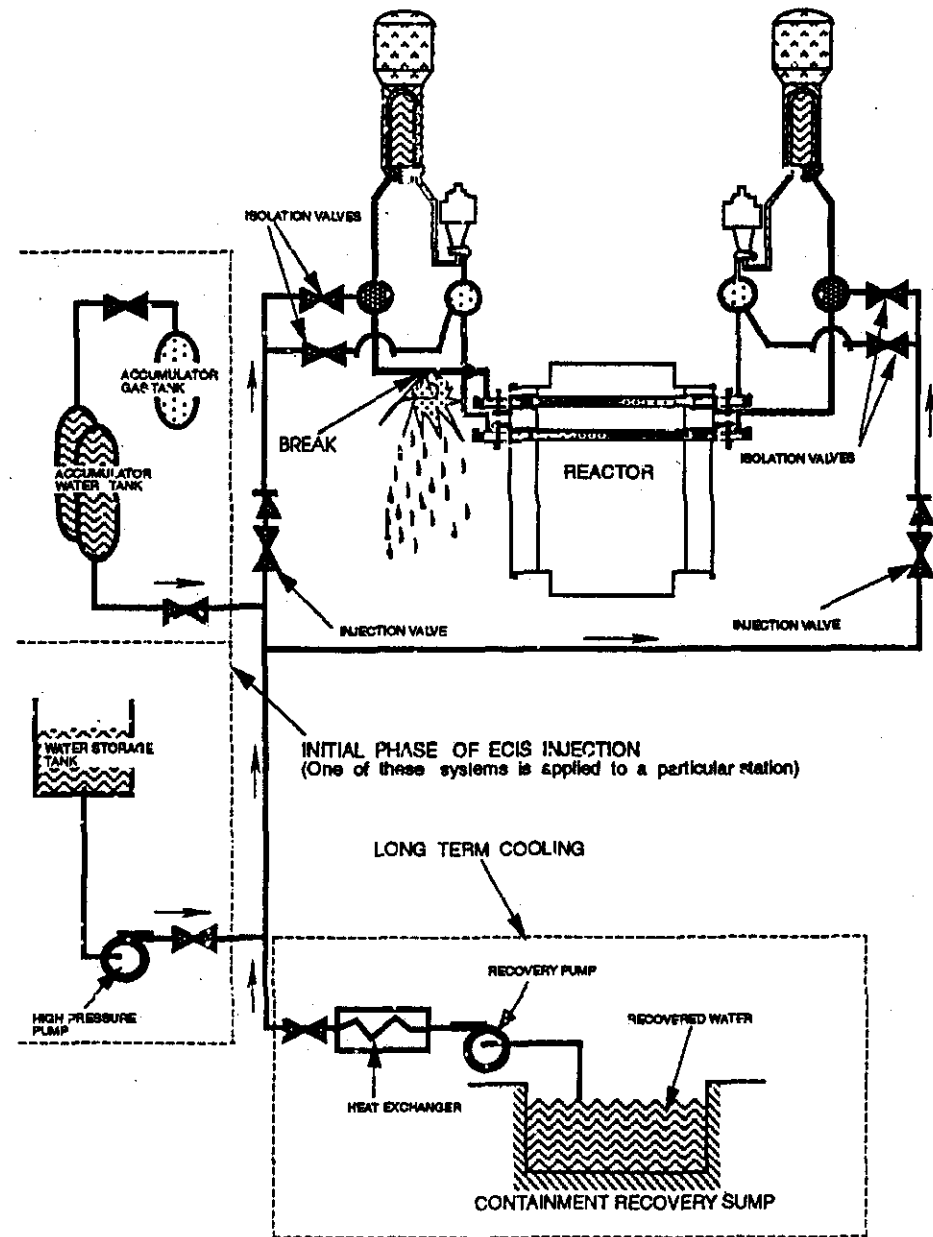 ISOLATION VALVES
ACCUMULATOR
GAS TANK
ACCUMULATOR
WATER TANK
BREAK
REACTOR
ISOLATION
VALVES
INJECTION VALVE
INJECTION VALVE
WATER STORAGE
TANK
INITIAL PHASE OF ECIS INJECTION
(One of these systems is applied to a particular station)
LONG TERM COOLING
HIGH PRESSURE
PUMP
RECOVERY PUMP
RECOVERED WATER
HEAT EXCHANGER
CONTAINMENT RECOVERY SUMP